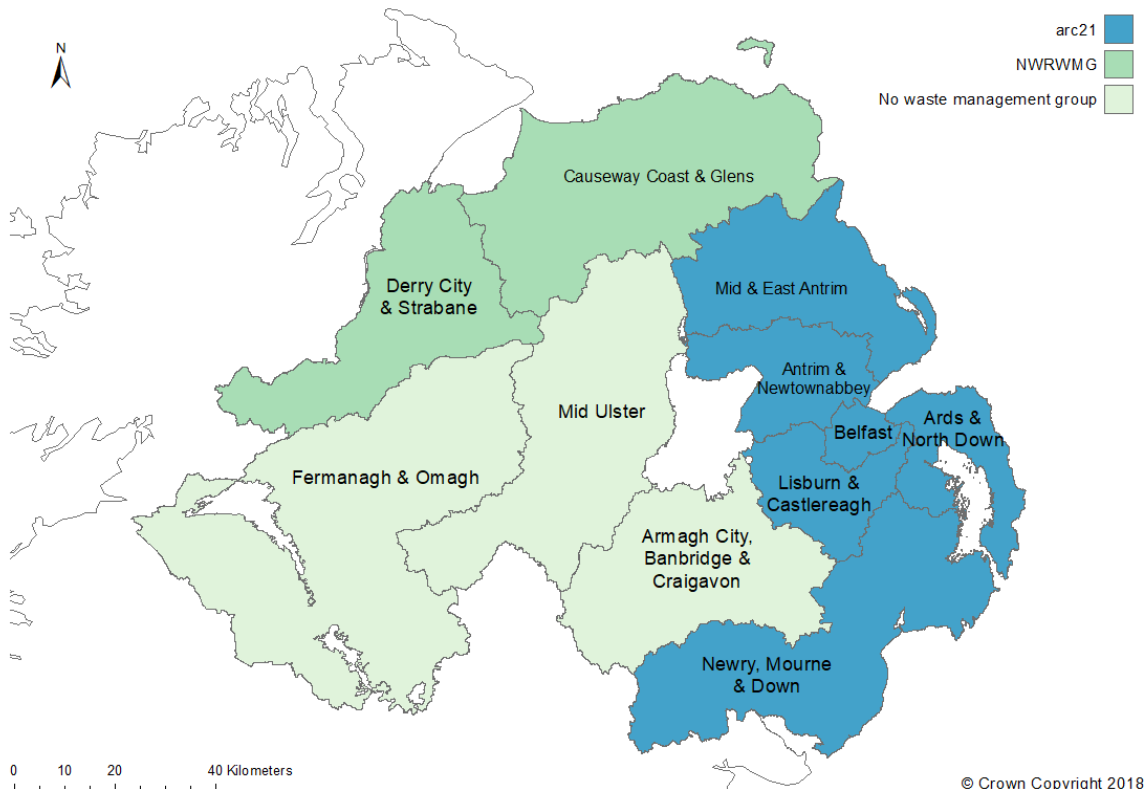 N
arc21
NWRWMG
No waste management group
Causeway Coast & Glens
Derry City
& Strabane
Mid & East Antrim
Antrim &
Newtownabbey
Mid Ulster
Belfast
Ards &
North Down
Fermanagh & Omagh
Lisburn &
Castlereagh
Armagh City,
Banbridge &
Craigavon
Newry, Mourne
& Down
0 10 20 40 Kilometers
© Crown Copyright 2018